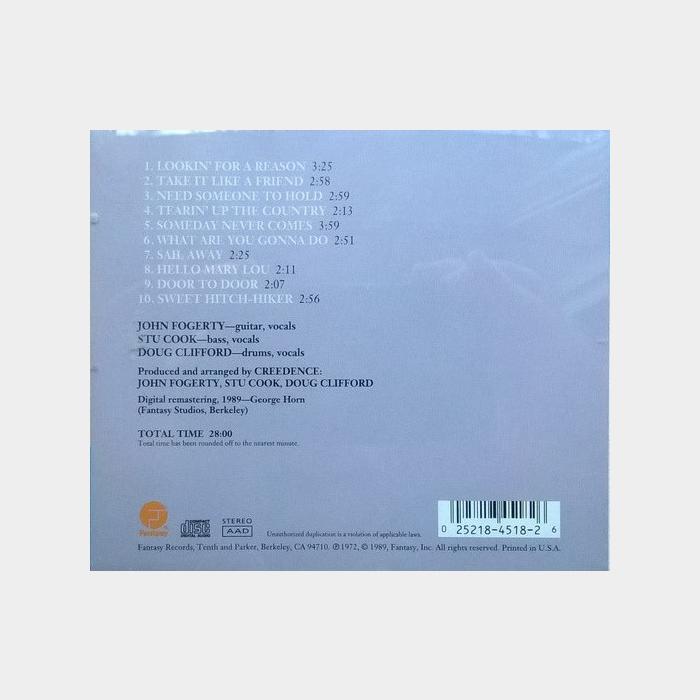 1. LOOKIN' FOR A REASON 3:25
2. TAKE IT LIKE A FRIEND 2:58
3. NEED SOMEONE TO HOLD 2:59
4. TEARIN' UP THE COUNTRY 2:13
5. SOMEDAY NEVER COMES 3:59
6. WHAT ARE YOU GONNA DO 2:51
7. SAIL AWAY 2:25
8. HELLO MARY LOU 2:11
9. DOOR TO DOOR 2:07
10. SWEET HITCH-HIKER 2:56
JOHN FOGERTY—guitar, vocals
STU COOK—bass, vocals
DOUG CLIFFORD—drums, vocals
Produced and arranged by CREEDENCE:
JOHN FOGERTY, STU COOK, DOUG CLIFFORD
Digital remastering, 1989—George Horn
(Fantasy Studios, Berkeley)
TOTAL TIME 28:00
Total time has been rounded off to the nearest minute.
Fantasy
COMPACT
disc
DIGITAL AUDIO
STEREO
AAD
Unauthorized duplication is a violation of applicable laws.
0 25218-4518-2 6
Fantasy Records, Tenth and Parker, Berkeley, CA 94710. ℗ 1972, © 1989, Fantasy, Inc. All rights reserved. Printed in U.S.A.